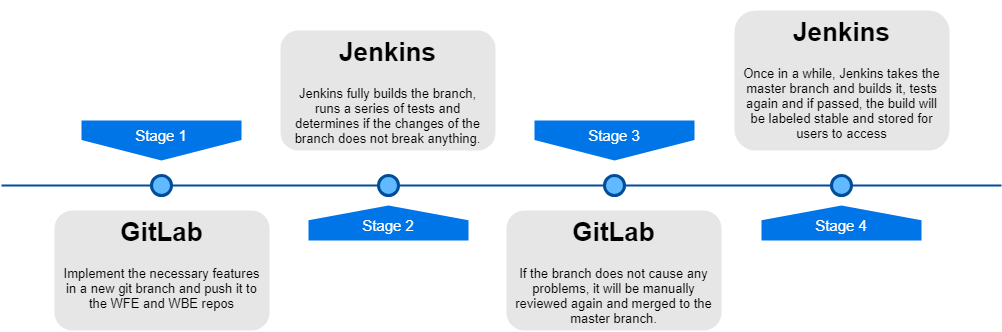 Stage 1
GitLab
Implement the necessary features
in a new git branch and push it to
the WFE and WBE repos
Jenkins
Jenkins fully builds the branch,
runs a series of tests and
determines if the changes of the
branch does not break anything.
Stage 2
Stage 3
GitLab
If the branch does not cause any
problems, it will be manually
reviewed again and merged to the
master branch.
Jenkins
Once in a while, Jenkins takes the
master branch and builds it, tests
again and if passed, the build will
be labeled stable and stored for
users to access
Stage 4